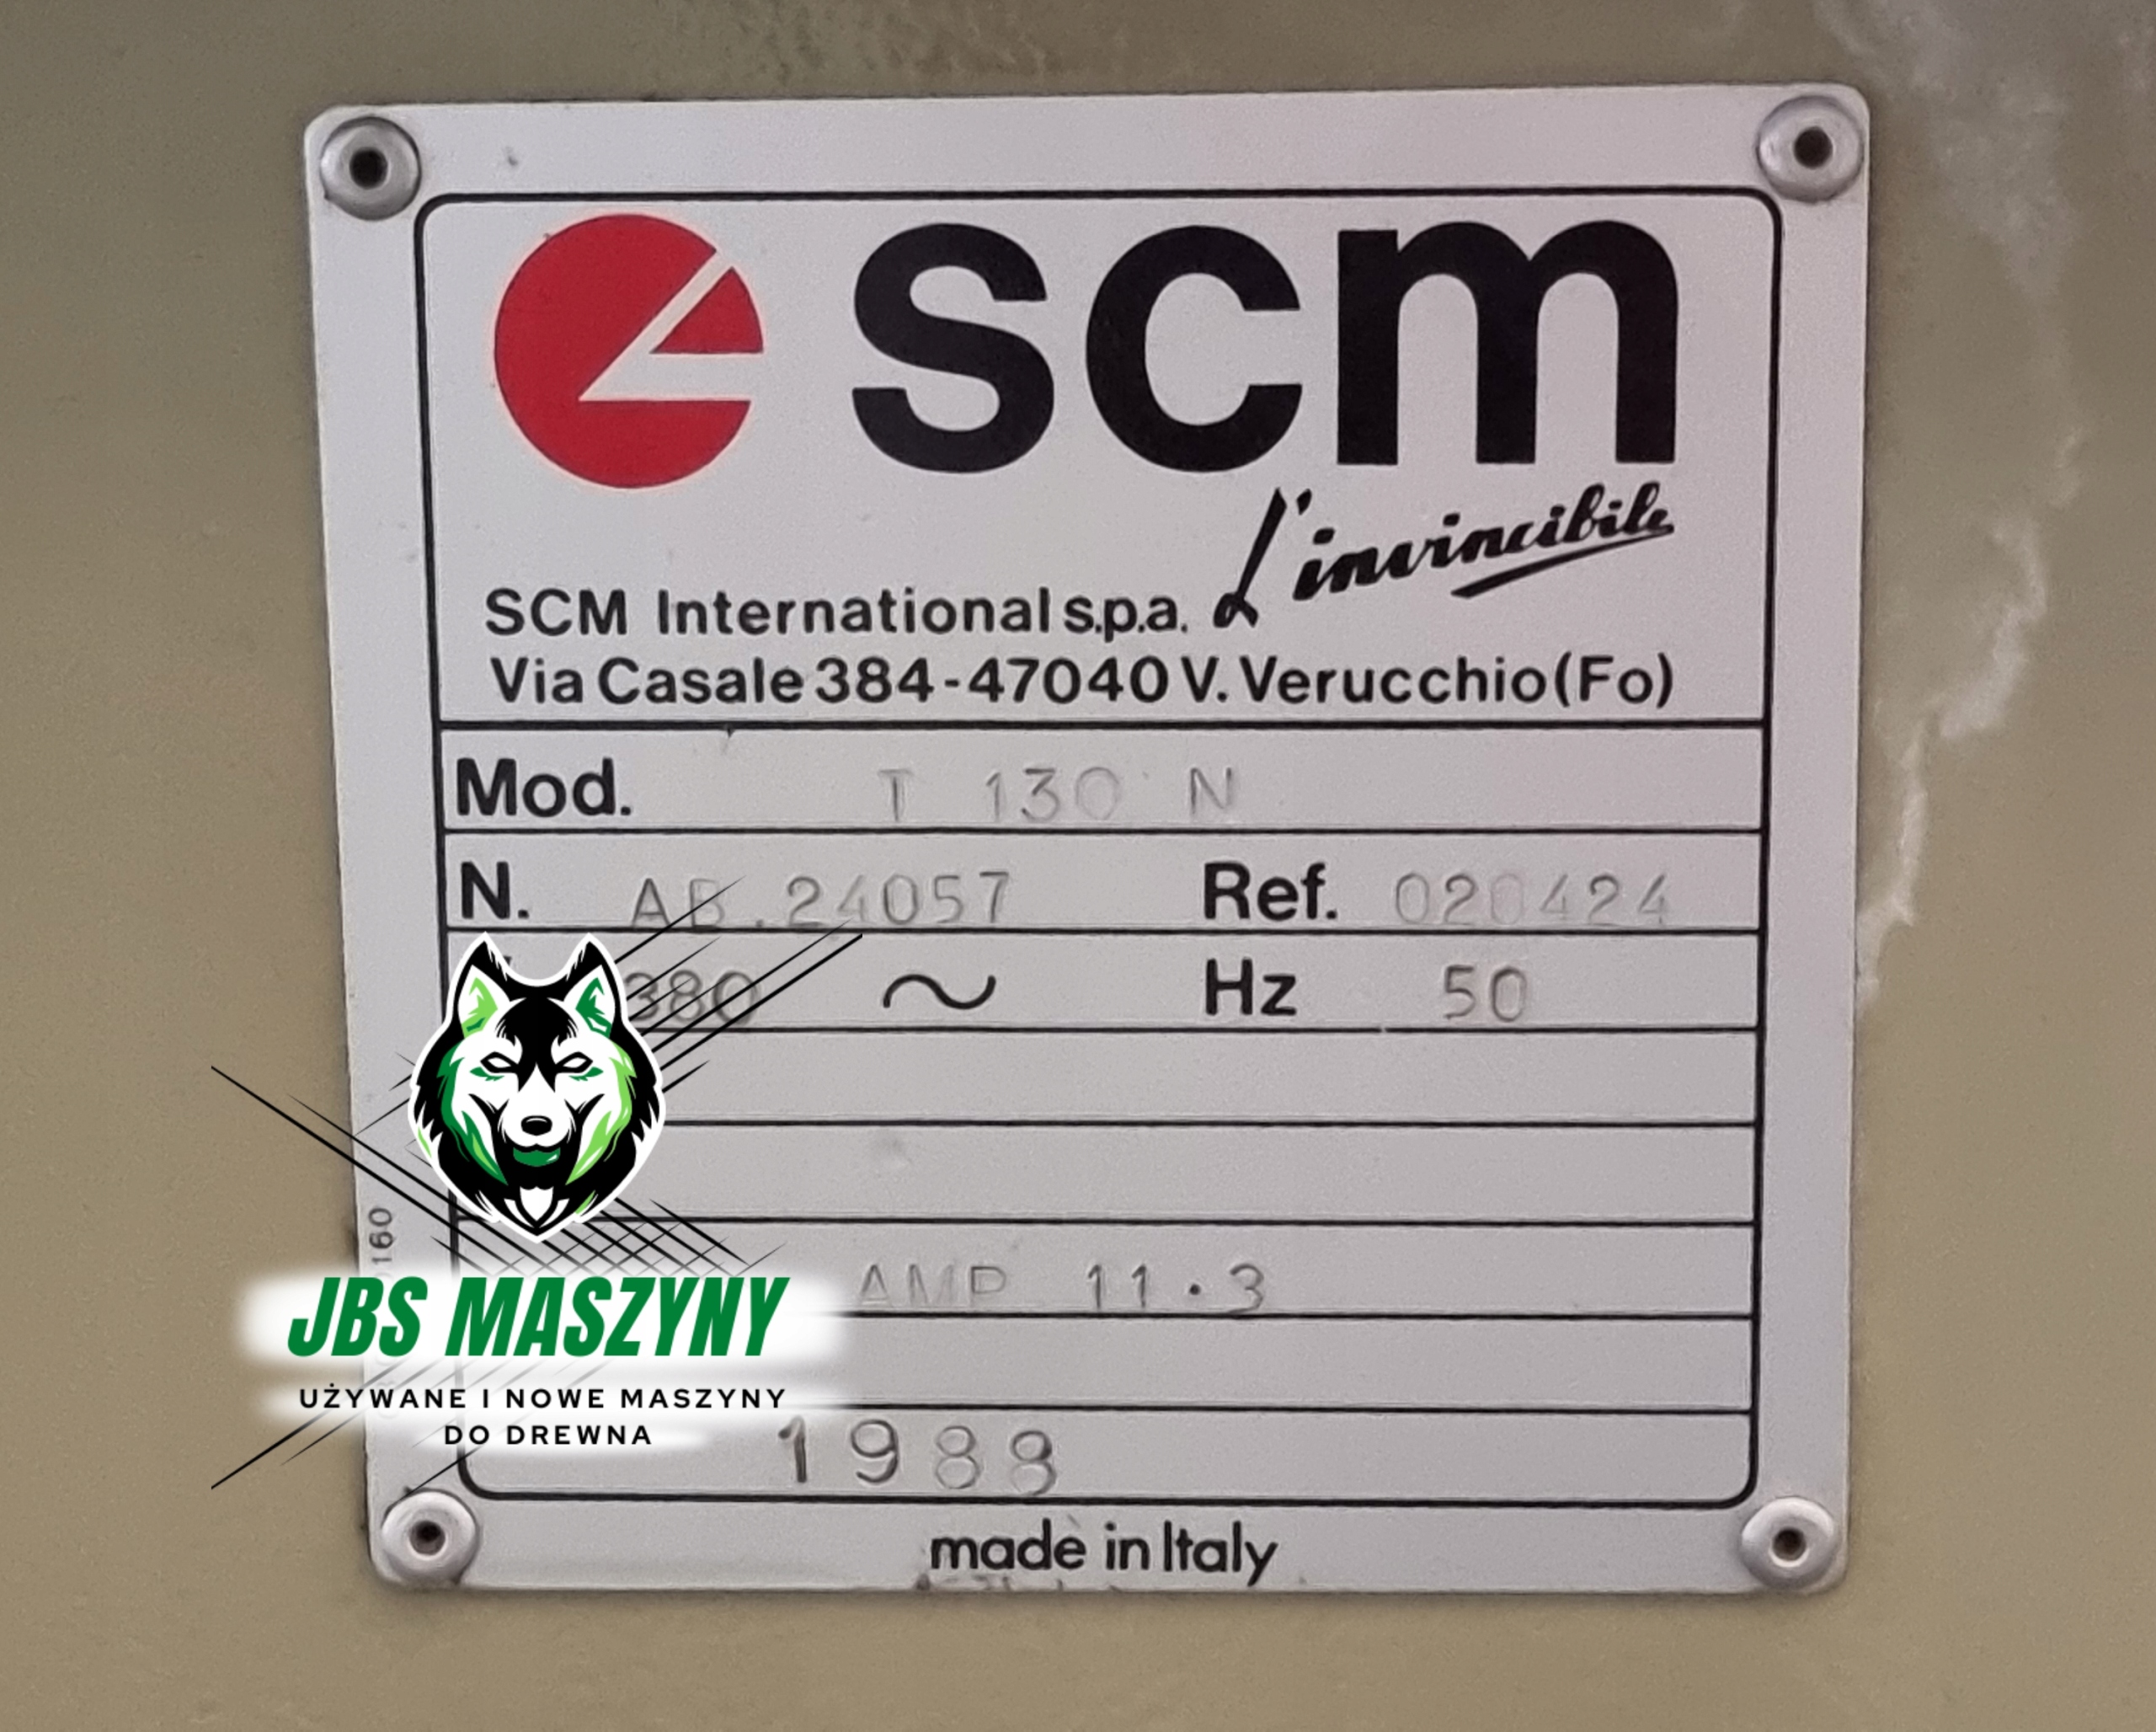 scm
L'invincibile
SCM International s.p.a.
Via Casale 384-47040 V. Verucchio (Fo)
Mod. T 130 N
N. AB.24057 Ref. 020424
380 ~ Hz 50
160
AMP 11.3
JBS MASZYNY
UŻYWANE I NOWE MASZYNY
DO DREWNA
1988
made in Italy